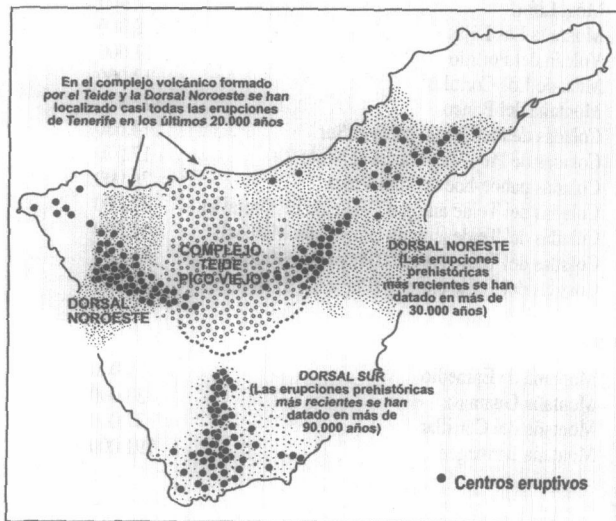 En el complejo volcánico formado
por el Teide y la Dorsal Noroeste se han
localizado casi todas las erupciones
de Tenerife en los últimos 20.000 años
COMPLEJO
TEIDE
PICO VIEJO
DORSAL
NOROESTE
DORSAL NORESTE
(Las erupciones
prehistóricas
más recientes se han
datado en más de
30.000 años)
DORSAL SUR
(Las erupciones prehistóricas
más recientes se han
datado en más de
90.000 años)
Centros eruptivos